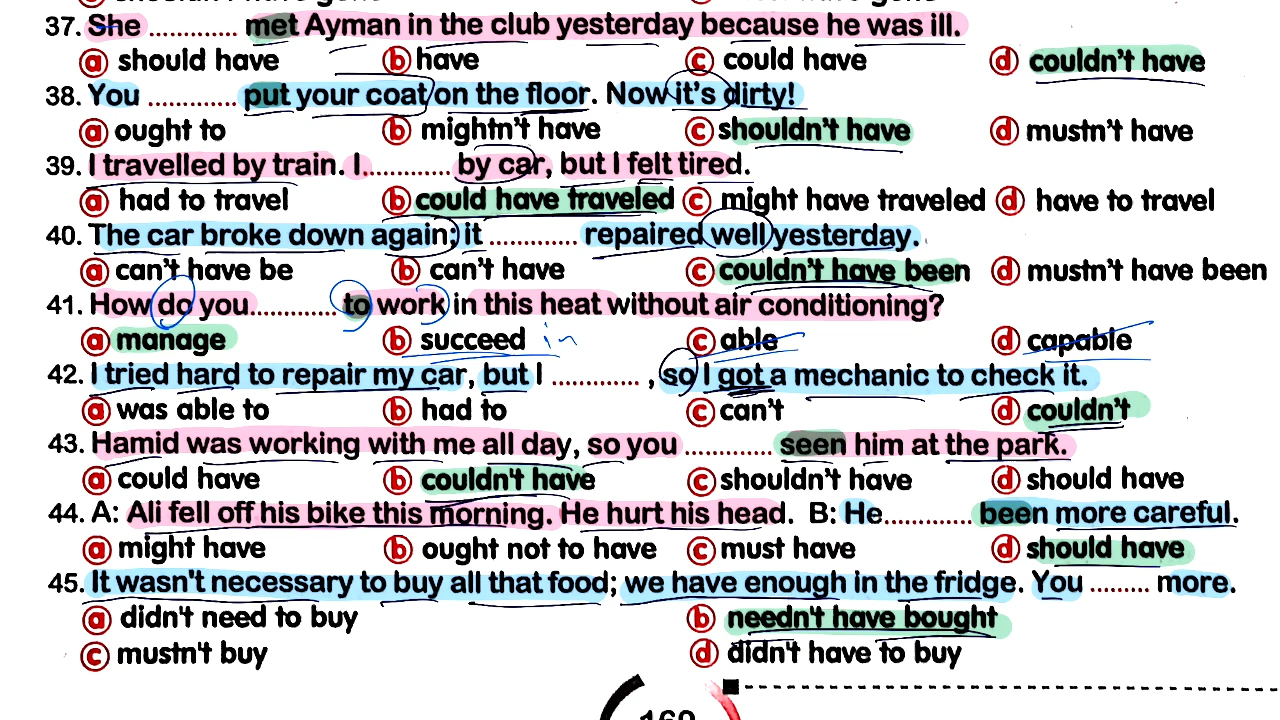 37. She ............. met Ayman in the club yesterday because he was ill.
a should have b have c could have d couldn't have
38. You ............. put your coat on the floor. Now it's dirty!
a ought to b mightn't have c shouldn't have d mustn't have
39. I travelled by train. I............. by car, but I felt tired.
a had to travel b could have traveled c might have traveled d have to travel
40. The car broke down again; it ............. repaired well yesterday.
a can't have be b can't have c couldn't have been d mustn't have been
41. How do you............. to work in this heat without air conditioning?
a manage b succeed in c able d capable
42. I tried hard to repair my car, but I ............. , so I got a mechanic to check it.
a was able to b had to c can't d couldn't
43. Hamid was working with me all day, so you ............. seen him at the park.
a could have b couldn't have c shouldn't have d should have
44. A: Ali fell off his bike this morning. He hurt his head. B: He............. been more careful.
a might have b ought not to have c must have d should have
45. It wasn't necessary to buy all that food; we have enough in the fridge. You ......... more.
a didn't need to buy b needn't have bought
c mustn't buy d didn't have to buy